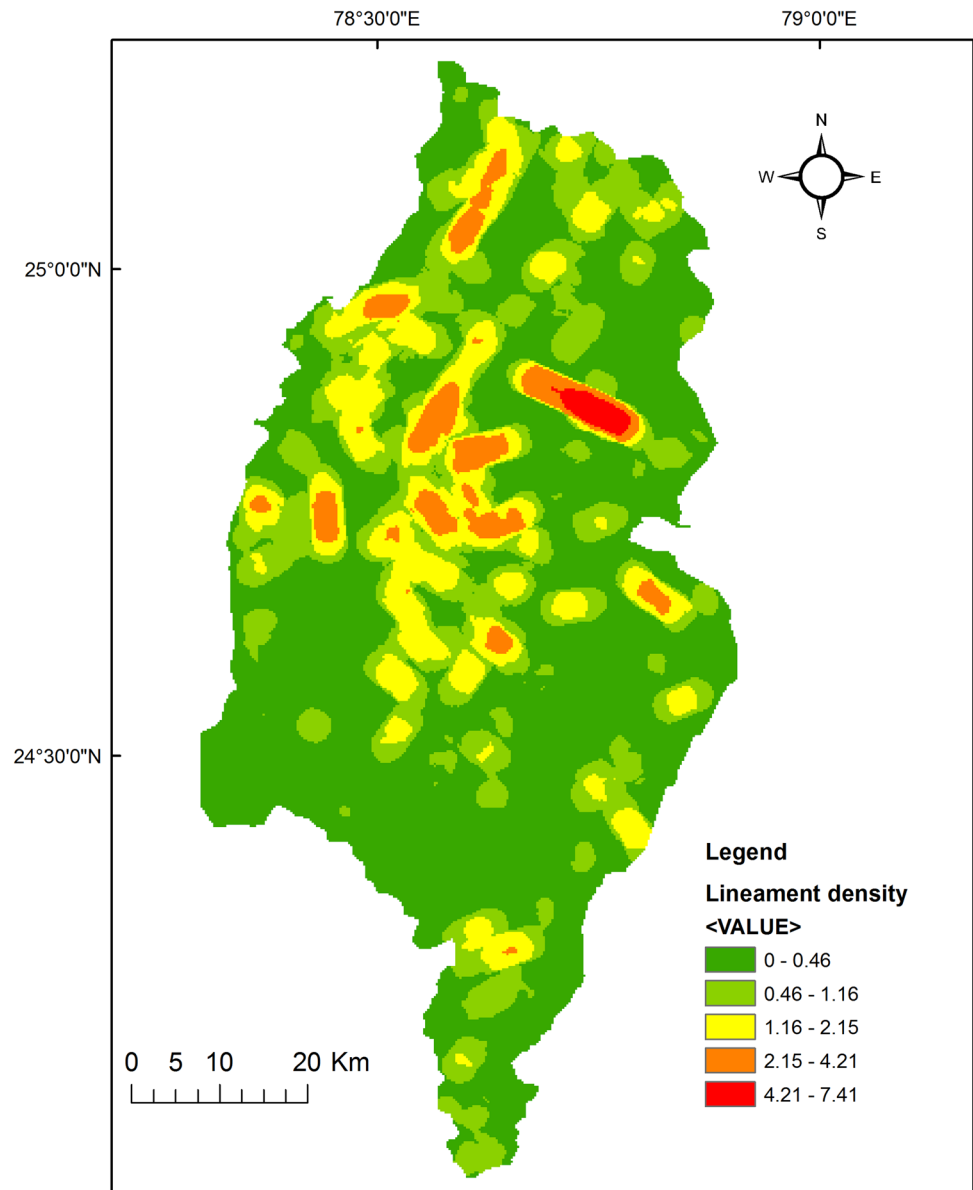 78°30'0"E 79°0'0"E
N
W E
S
25°0'0"N
24°30'0"N
Legend
Lineament density
<VALUE>
0 - 0.46
0.46 - 1.16
1.16 - 2.15
2.15 - 4.21
4.21 - 7.41
0 5 10 20 Km